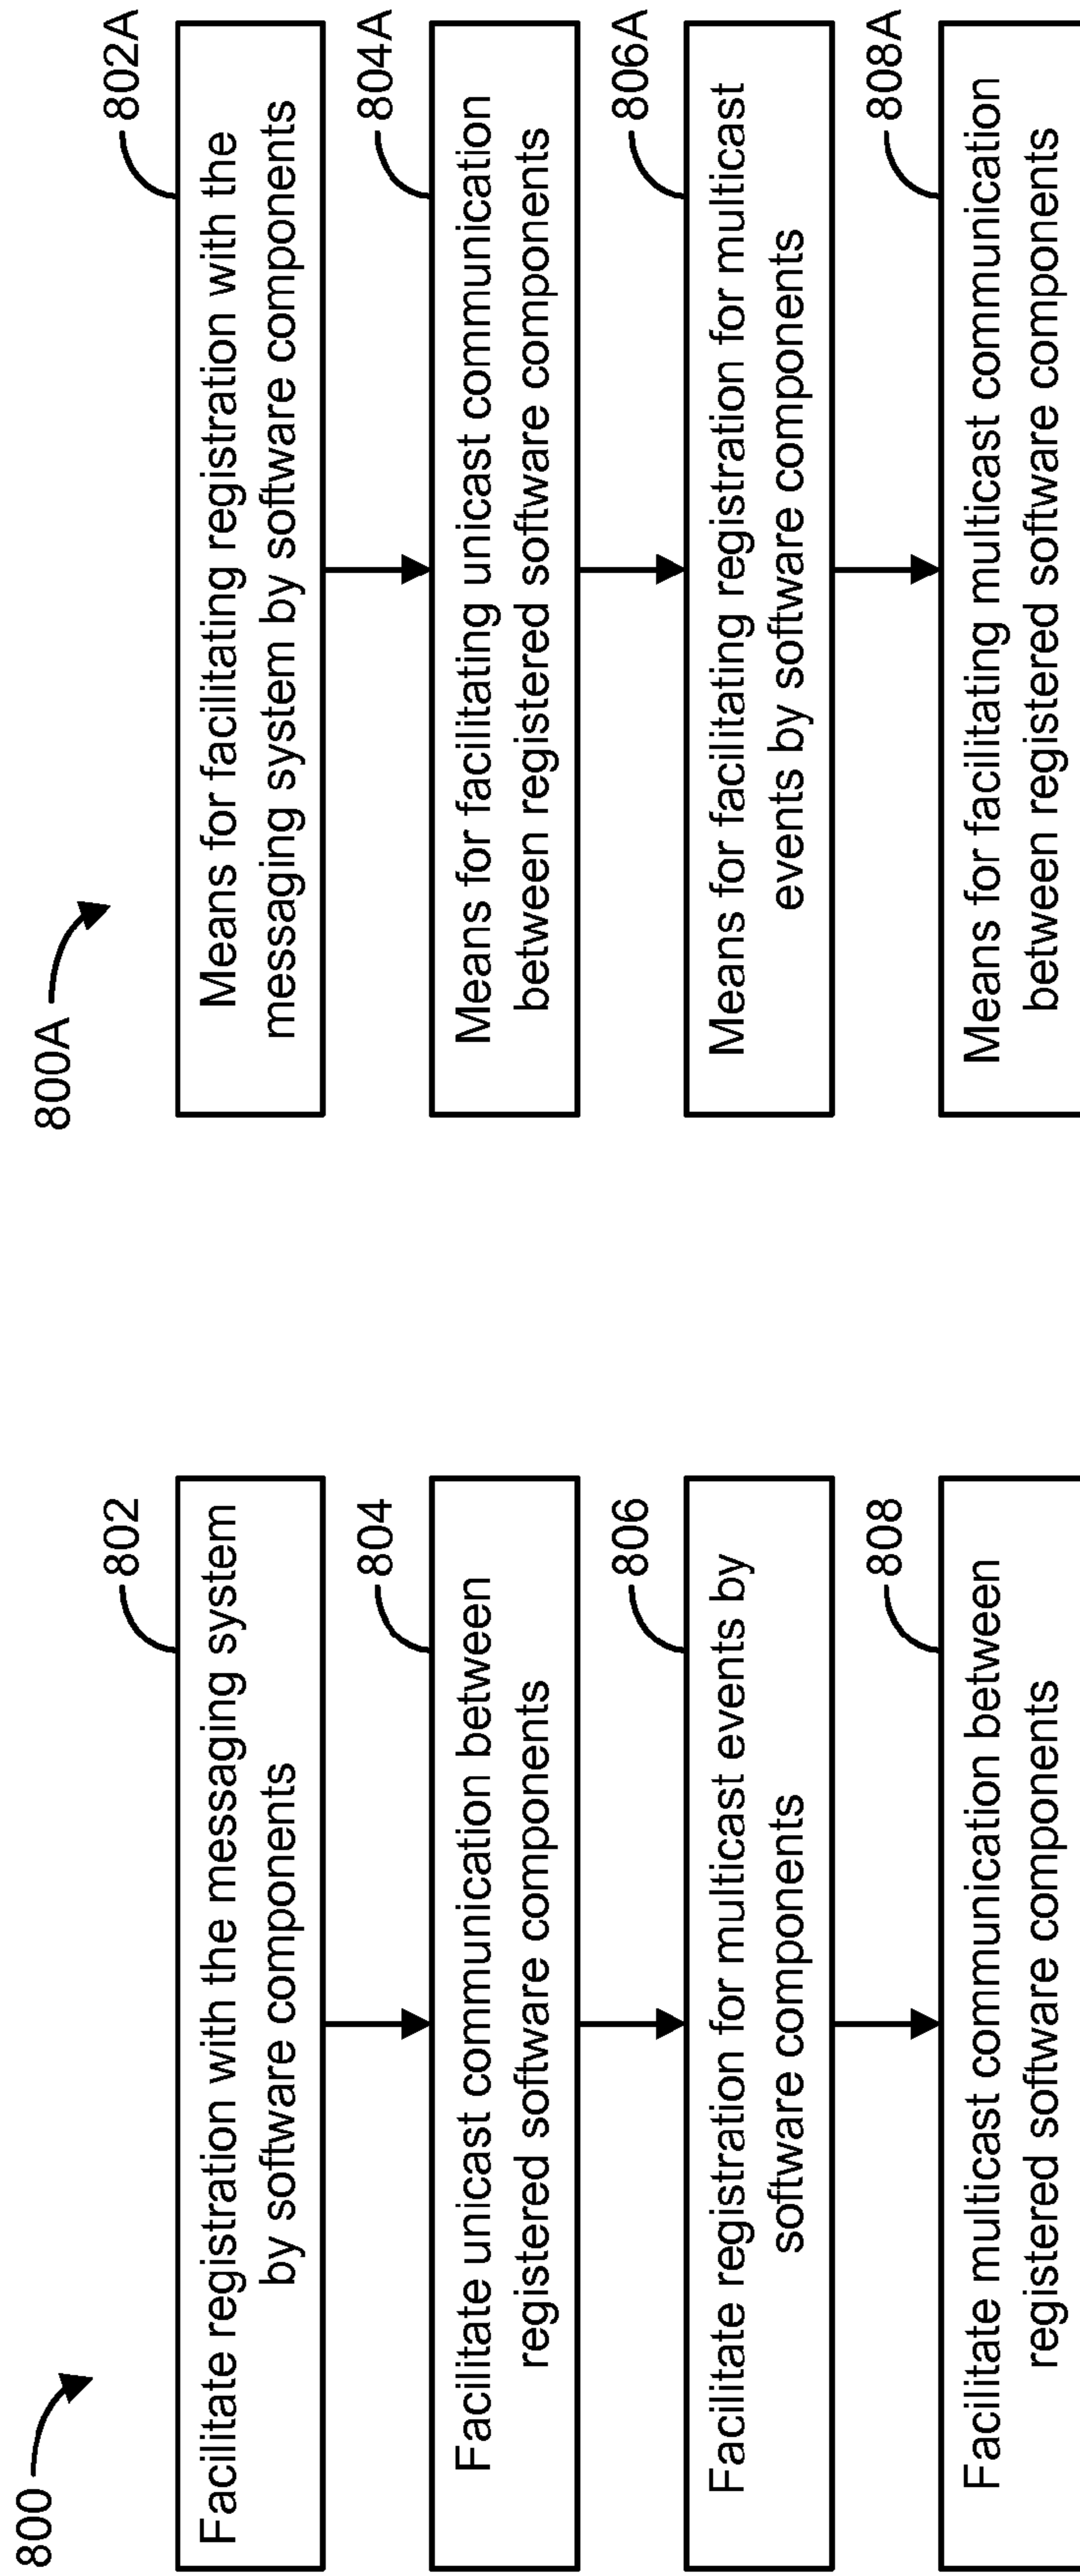 800
802
Facilitate registration with the messaging system
by software components
804
Facilitate unicast communication between
registered software components
806
Facilitate registration for multicast events by
software components
808
Facilitate multicast communication between
registered software components
800A
802A
Means for facilitating registration with the
messaging system by software components
804A
Means for facilitating unicast communication
between registered software components
806A
Means for facilitating registration for multicast
events by software components
808A
Means for facilitating multicast communication
between registered software components